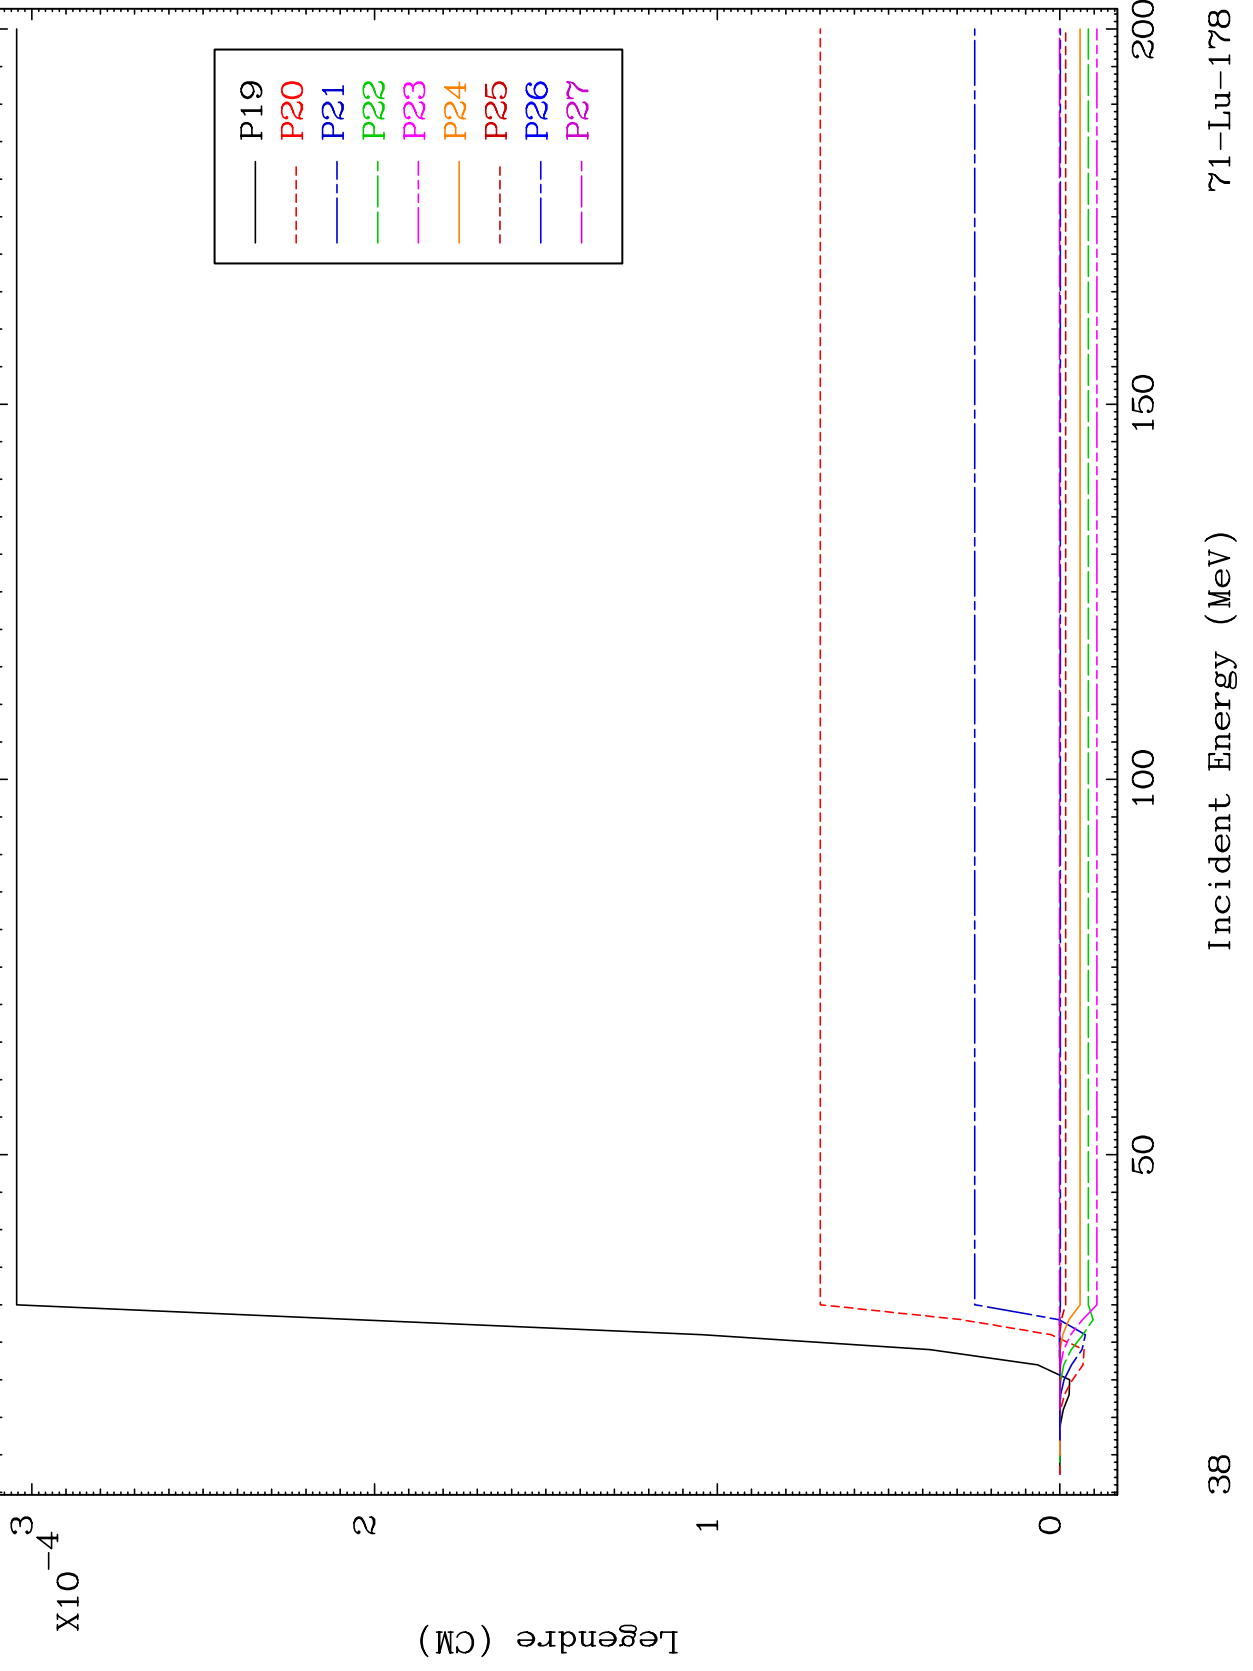 P19
P20
P21
P22
P23
P24
P25
P26
P27
3
2
1
0
X10
-4
Legendre (CM)
50
100
150
200
Incident Energy (MeV)
38
71-Lu-178